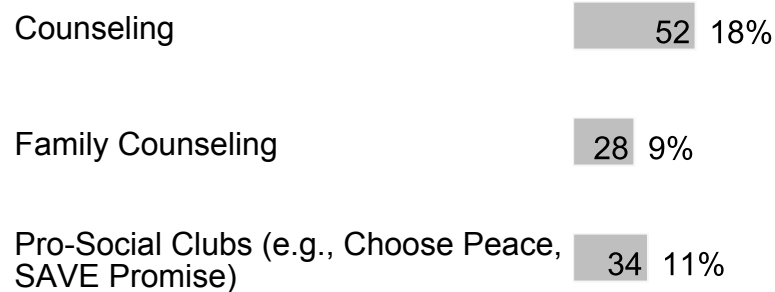 Counseling 52 18%
Family Counseling 28 9%
Pro-Social Clubs (e.g., Choose Peace,
SAVE Promise) 34 11%